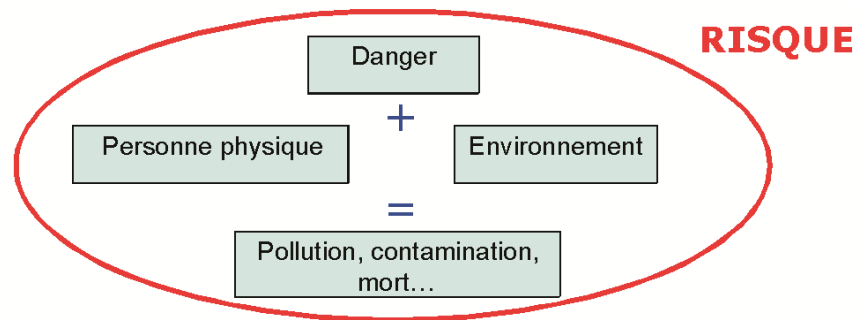 RISQUE
Danger
+
Personne physique
Environnement
=
Pollution, contamination,
mort…